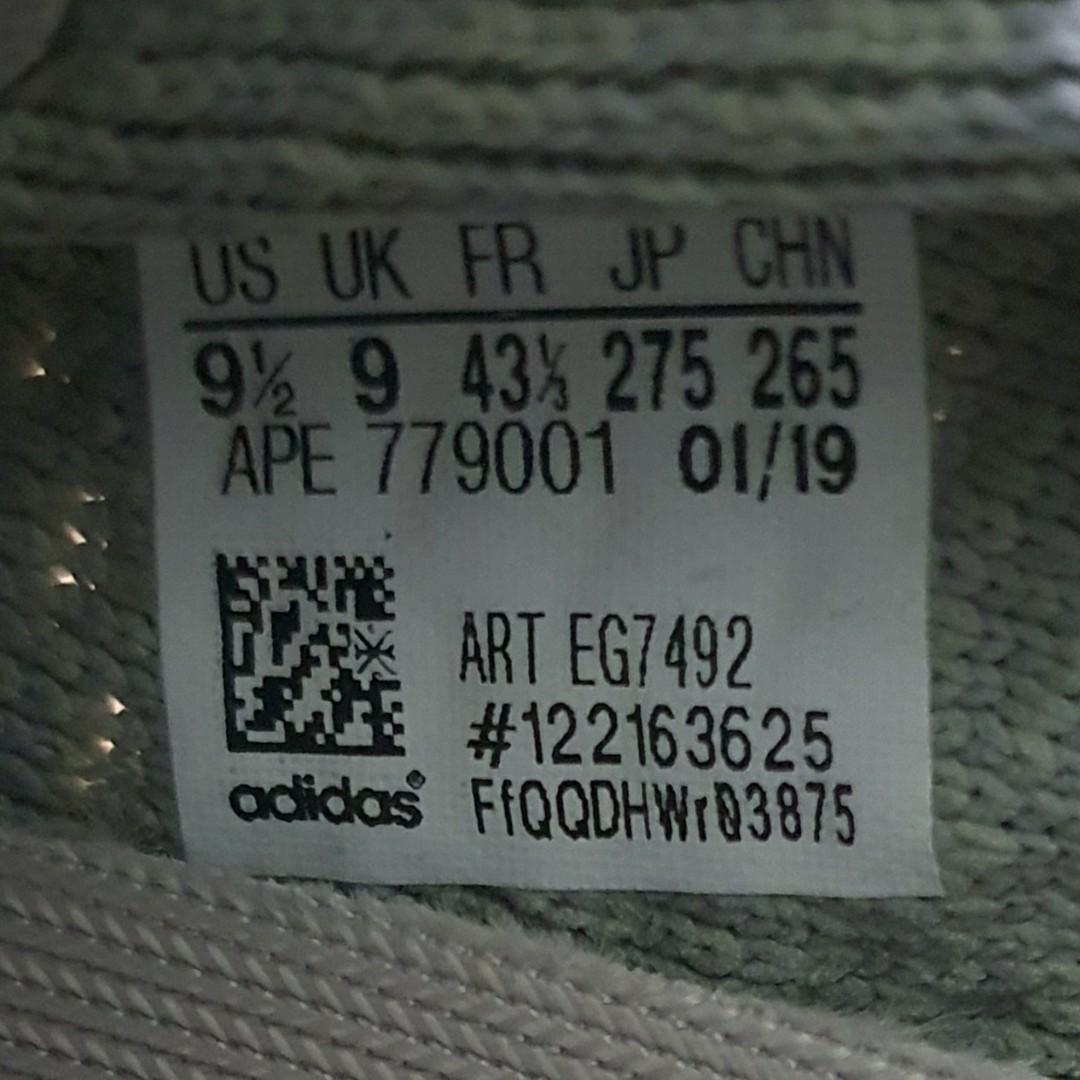 US UK FR JP CHN
9½ 9 43⅓ 275 265
APE 779001 01/19
ART EG7492
#122163625
adidas®
FfQQDHWr03875